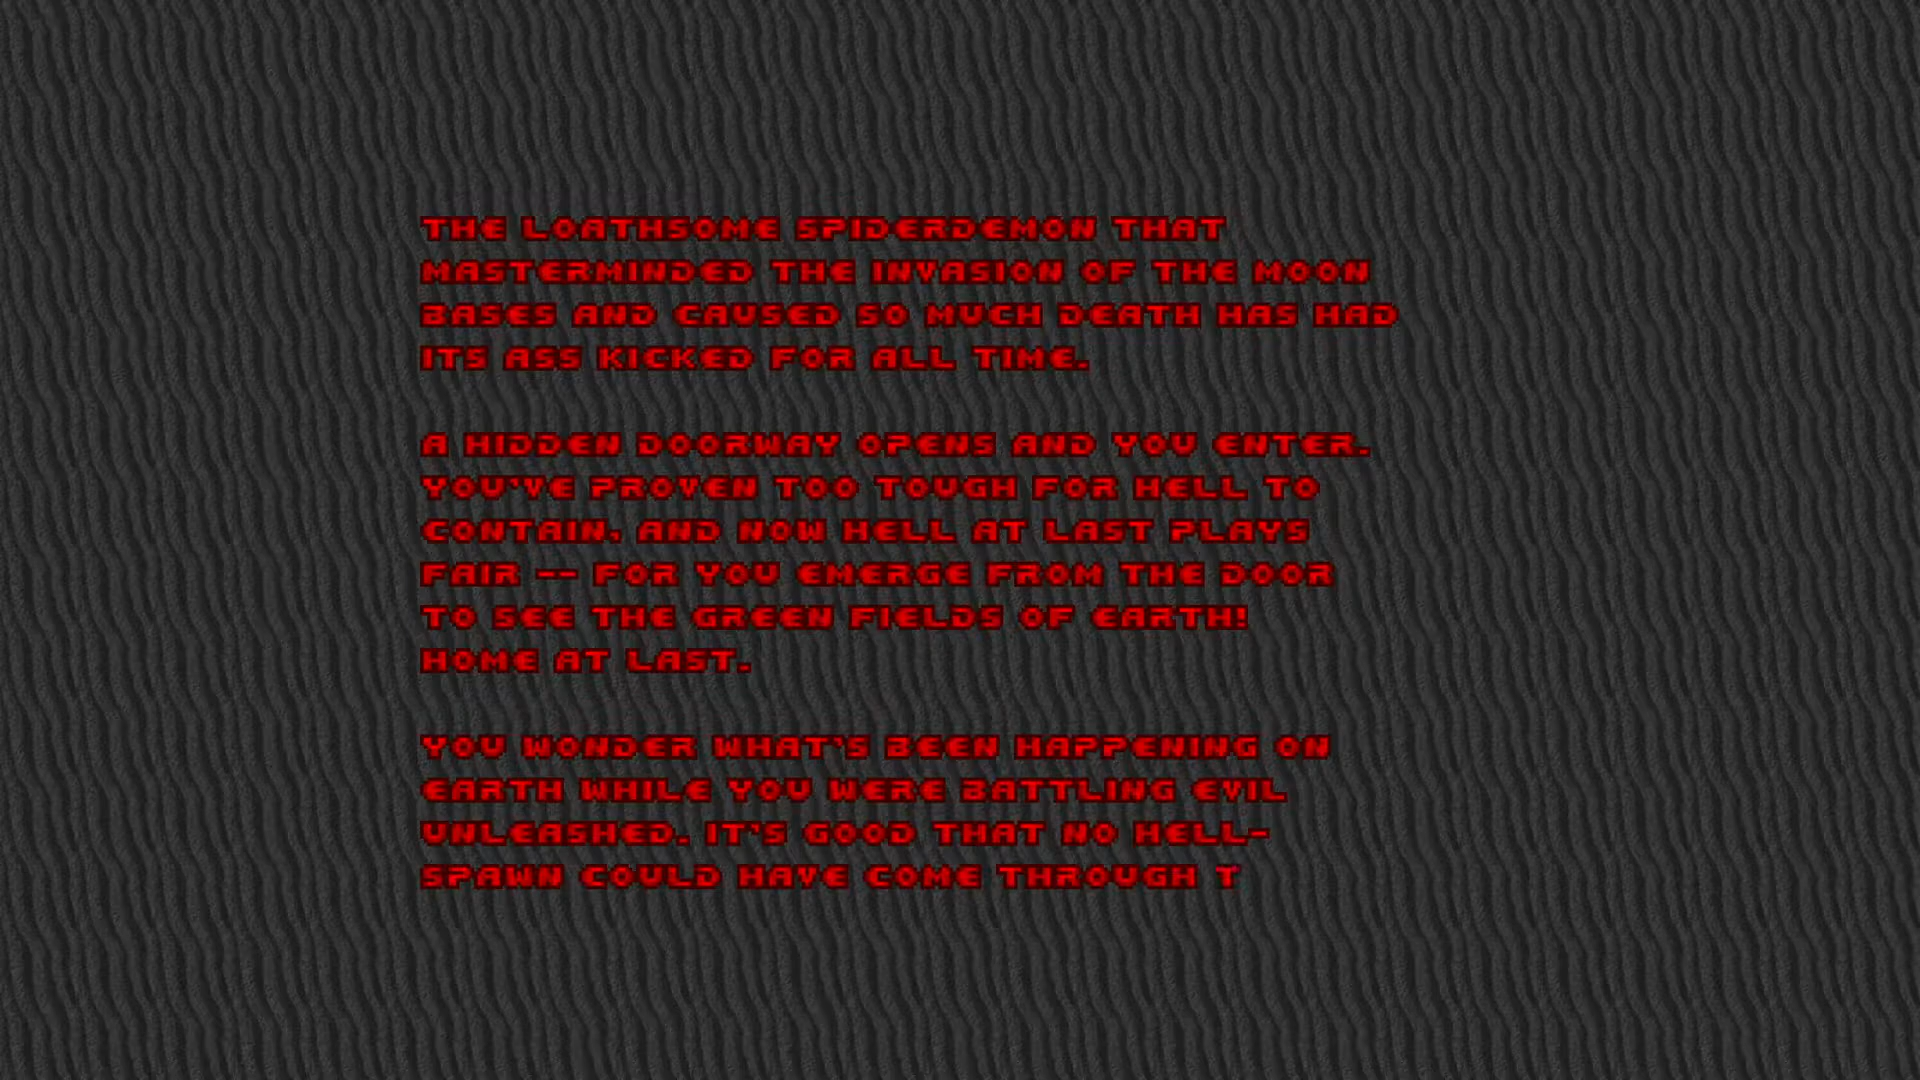 THE LOATHSOME SPIDERDEMON THAT
MASTERMINDED THE INVASION OF THE MOON
BASES AND CAUSED SO MUCH DEATH HAS HAD
ITS ASS KICKED FOR ALL TIME.
A HIDDEN DOORWAY OPENS AND YOU ENTER.
YOU'VE PROVEN TOO TOUGH FOR HELL TO
CONTAIN, AND NOW HELL AT LAST PLAYS
FAIR -- FOR YOU EMERGE FROM THE DOOR
TO SEE THE GREEN FIELDS OF EARTH!
HOME AT LAST.
YOU WONDER WHAT'S BEEN HAPPENING ON
EARTH WHILE YOU WERE BATTLING EVIL
UNLEASHED. IT'S GOOD THAT NO HELL-
SPAWN COULD HAVE COME THROUGH T